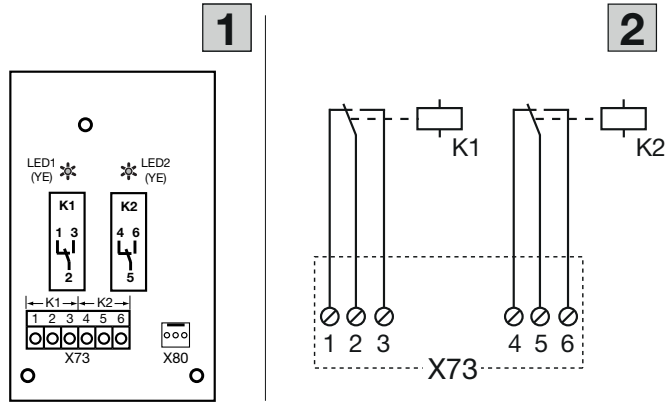 1
LED1
(YE)
LED2
(YE)
K1
1 3
2
K2
4 6
5
K1 K2
1 2 3 4 5 6
X73
X80
2
K1
K2
1 2 3
4 5 6
X73